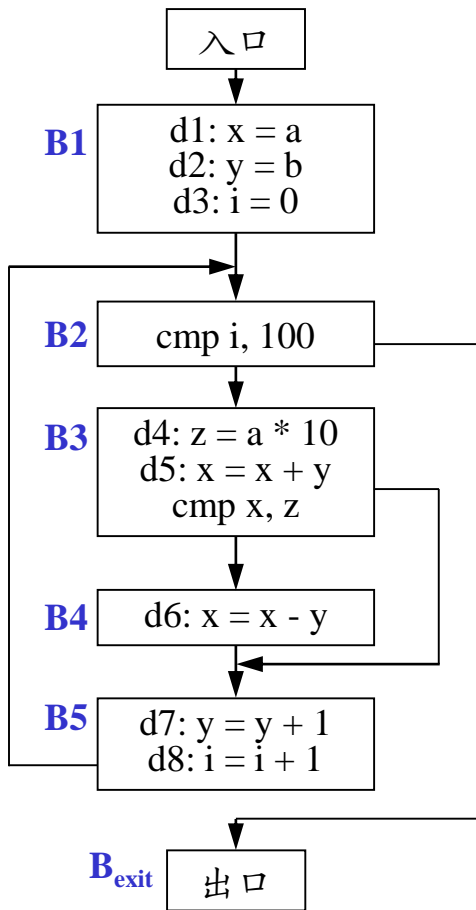 入口
B1
d1: x = a
d2: y = b
d3: i = 0
B2
cmp i, 100
B3
d4: z = a * 10
d5: x = x + y
cmp x, z
B4
d6: x = x - y
B5
d7: y = y + 1
d8: i = i + 1
Bexit
出口